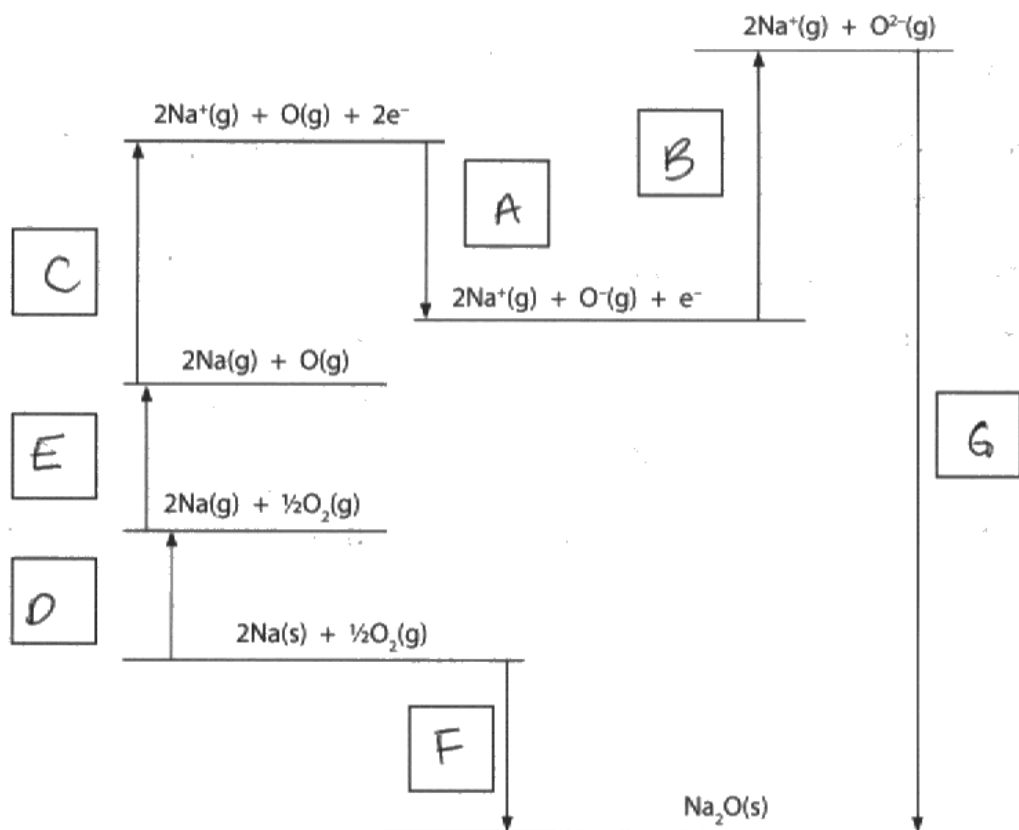 2Na⁺(g) + O²⁻(g)
2Na⁺(g) + O(g) + 2e⁻
B
A
C
2Na⁺(g) + O⁻(g) + e⁻
2Na(g) + O(g)
E
G
2Na(g) + ½O₂(g)
D
2Na(s) + ½O₂(g)
F
Na₂O(s)